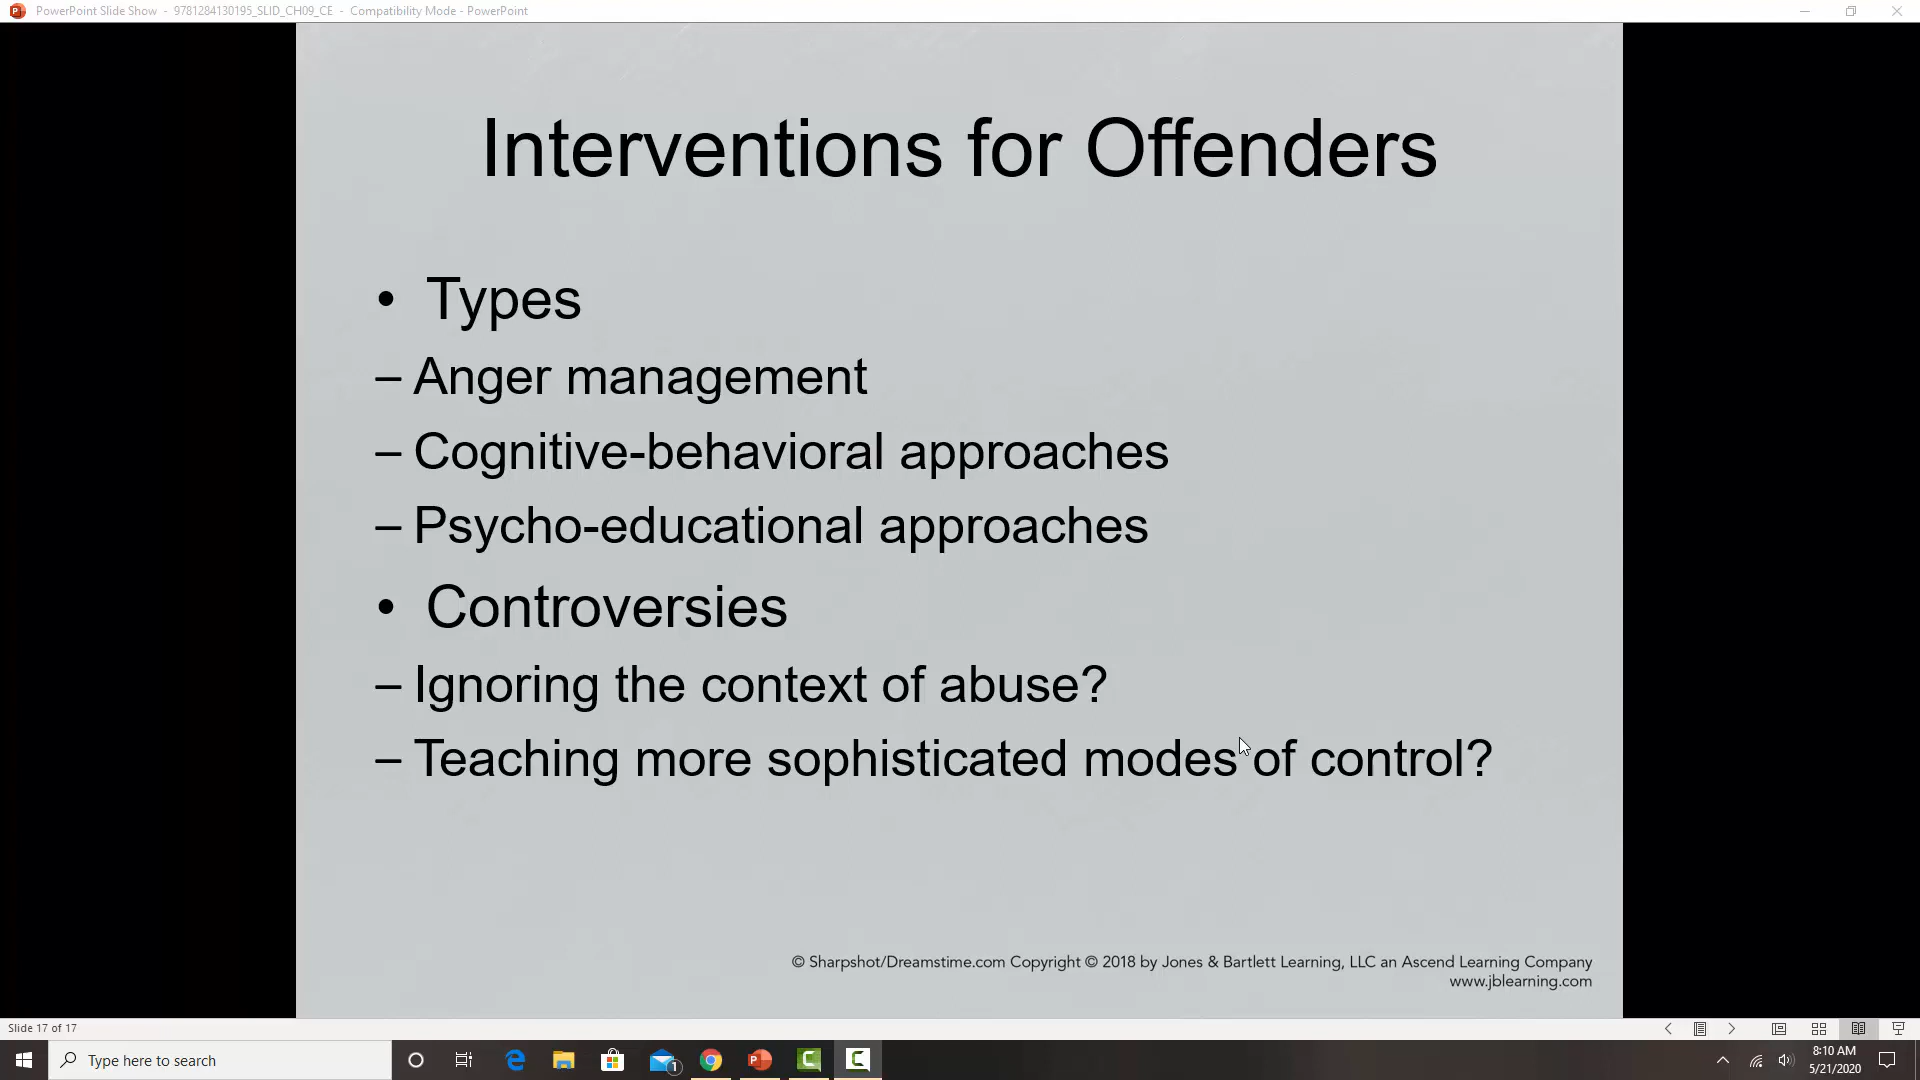 PowerPoint Slide Show - 9781284130195_SLID_CH09_CE - Compatibility Mode - PowerPoint
Interventions for Offenders
• Types
– Anger management
– Cognitive-behavioral approaches
– Psycho-educational approaches
• Controversies
– Ignoring the context of abuse?
– Teaching more sophisticated modes of control?
© Sharpshot/Dreamstime.com Copyright © 2018 by Jones & Bartlett Learning, LLC an Ascend Learning Company
www.jblearning.com
Slide 17 of 17
Type here to search
1
8:10 AM
5/21/2020